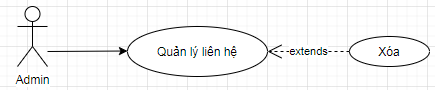 Quản lý liên hệ
extends
Xóa
Admin